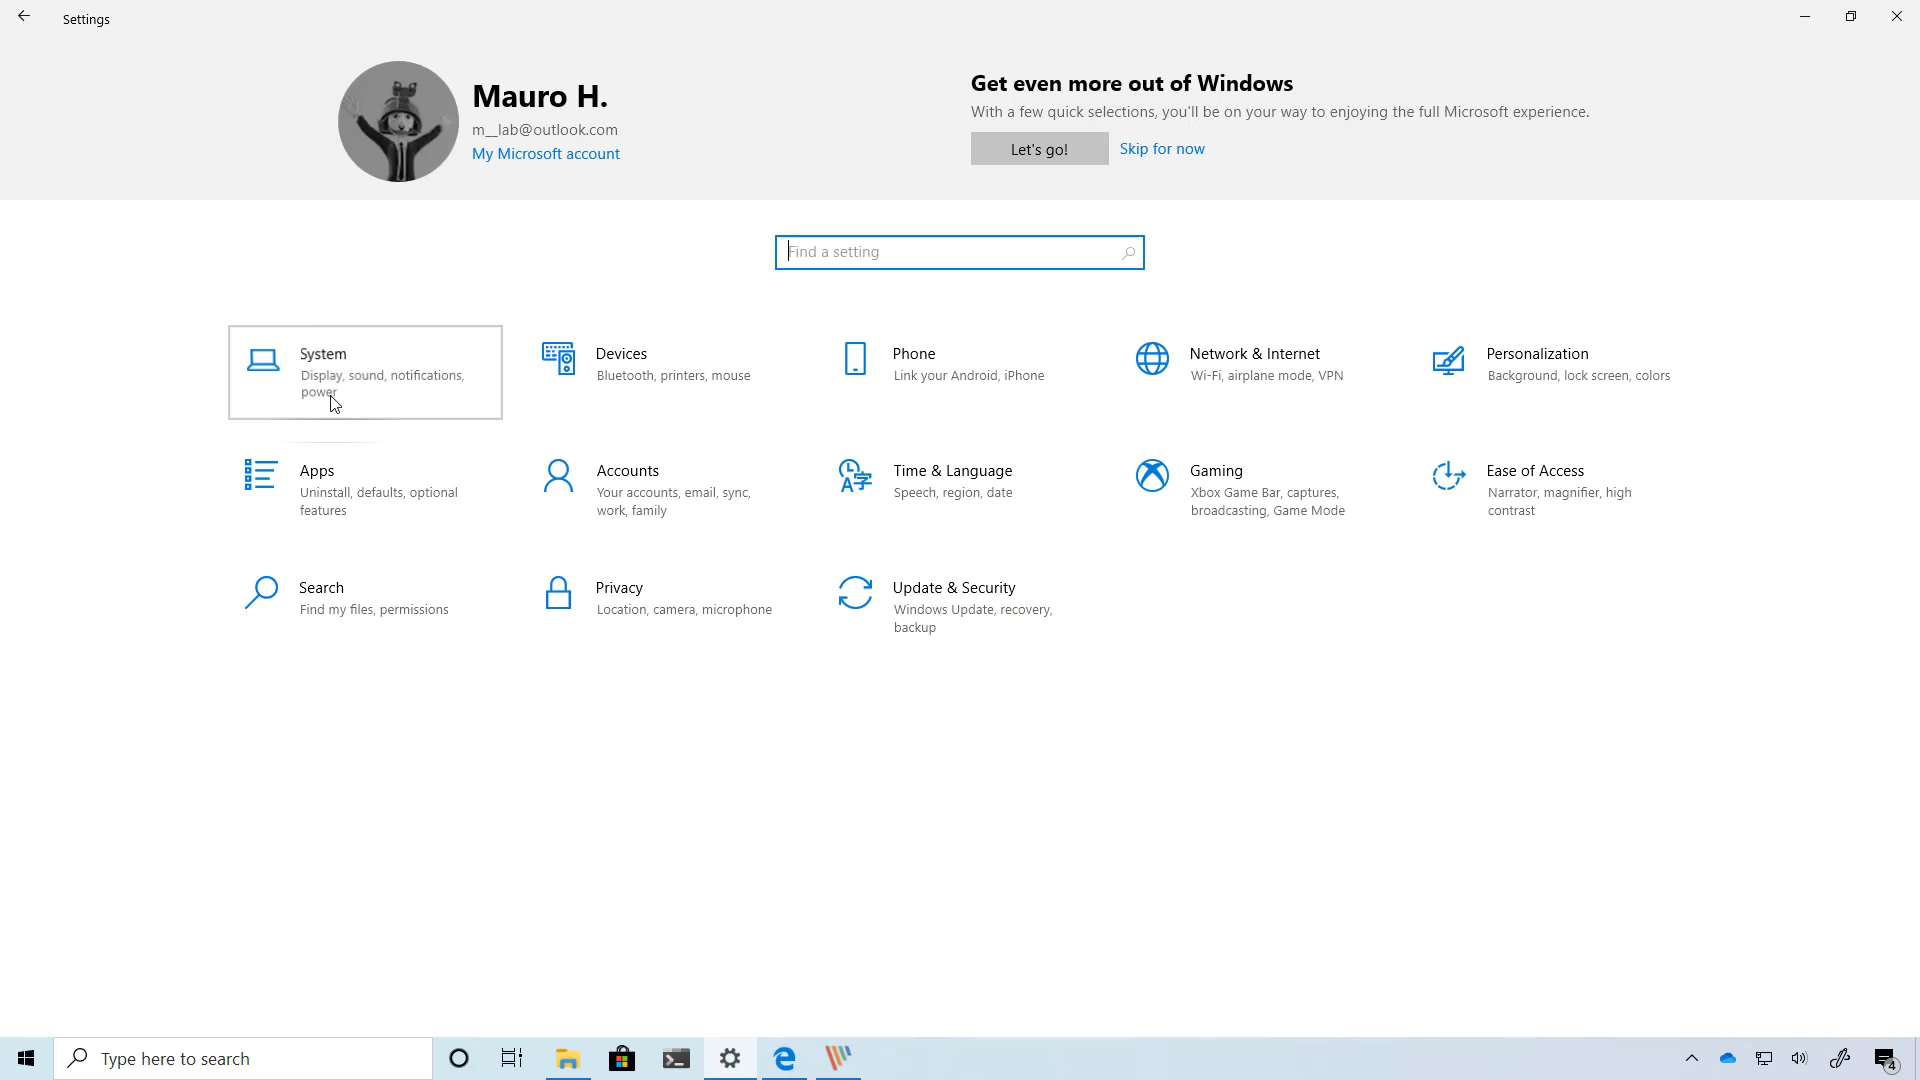 Settings
Mauro H.
m__lab@outlook.com
My Microsoft account
Get even more out of Windows
With a few quick selections, you'll be on your way to enjoying the full Microsoft experience.
Let's go!
Skip for now
Find a setting
System
Display, sound, notifications,
power
Devices
Bluetooth, printers, mouse
Phone
Link your Android, iPhone
Network & Internet
Wi-Fi, airplane mode, VPN
Personalization
Background, lock screen, colors
Apps
Uninstall, defaults, optional
features
Accounts
Your accounts, email, sync,
work, family
Time & Language
Speech, region, date
Gaming
Xbox Game Bar, captures,
broadcasting, Game Mode
Ease of Access
Narrator, magnifier, high
contrast
Search
Find my files, permissions
Privacy
Location, camera, microphone
Update & Security
Windows Update, recovery,
backup
Type here to search
4